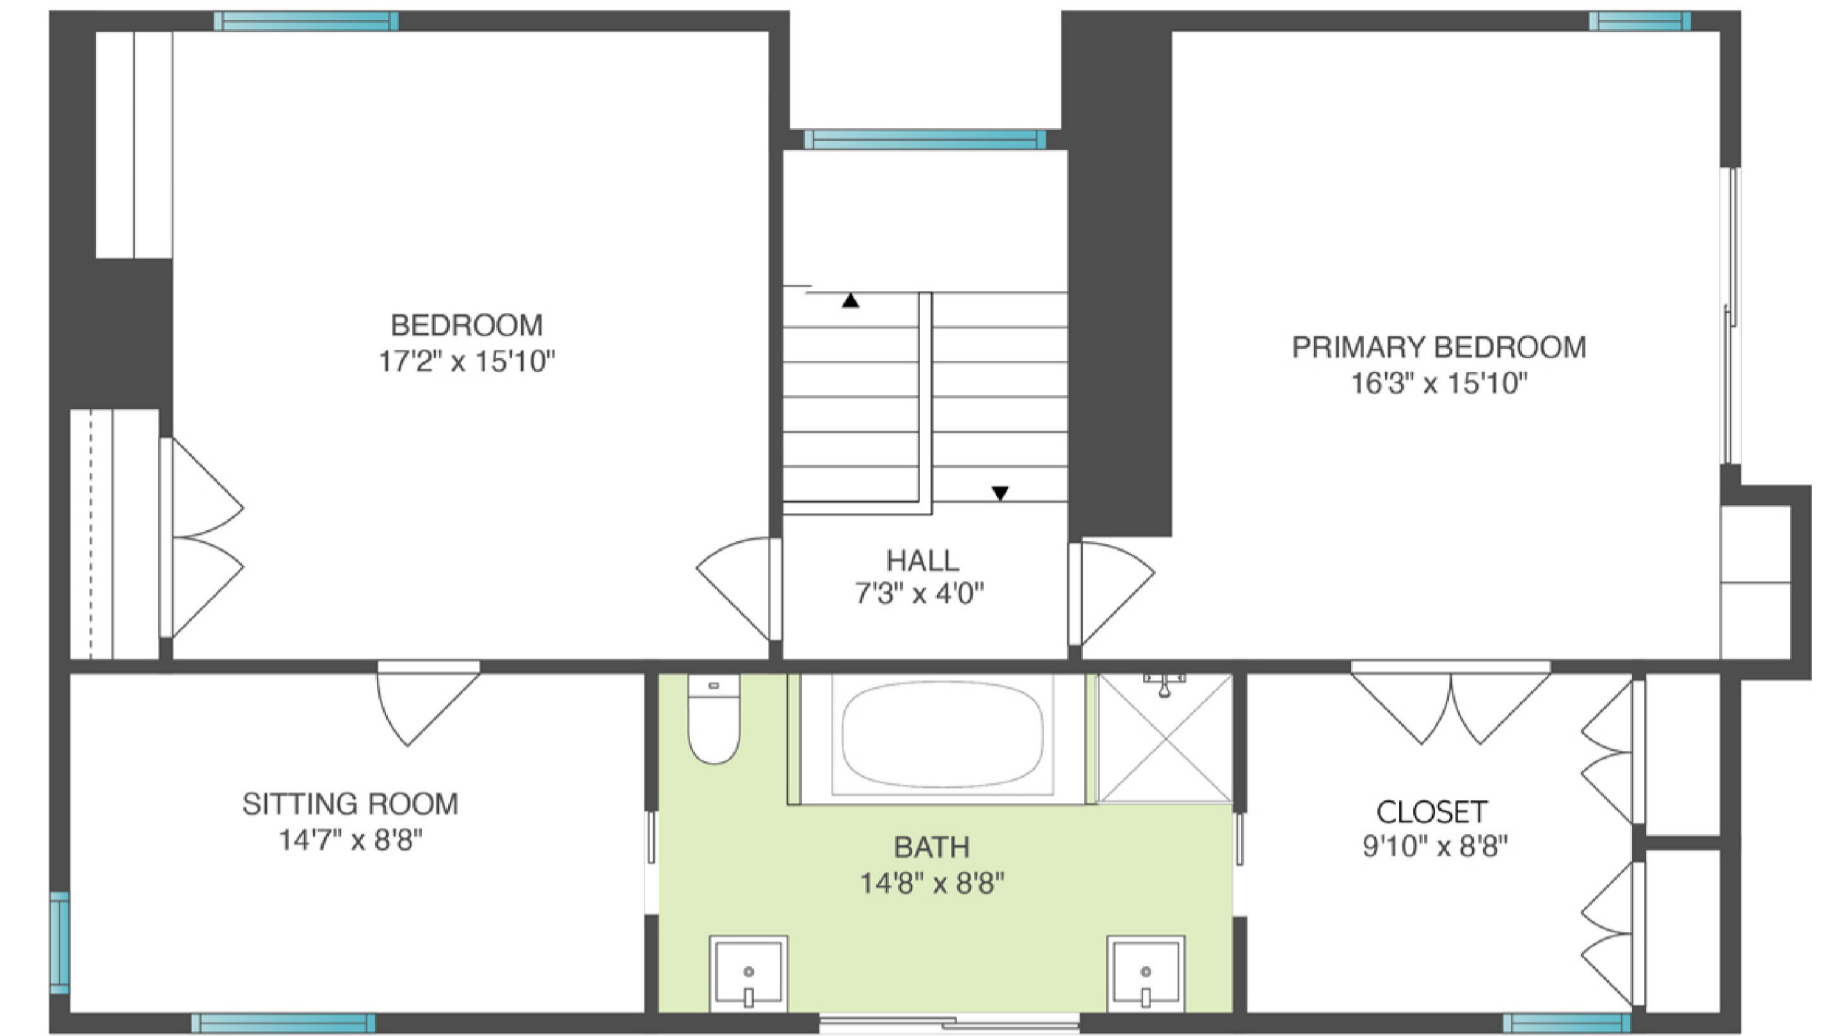 BEDROOM
17'2" x 15'10"
PRIMARY BEDROOM
16'3" x 15'10"
HALL
7'3" x 4'0"
SITTING ROOM
14'7" x 8'8"
BATH
14'8" x 8'8"
CLOSET
9'10" x 8'8"